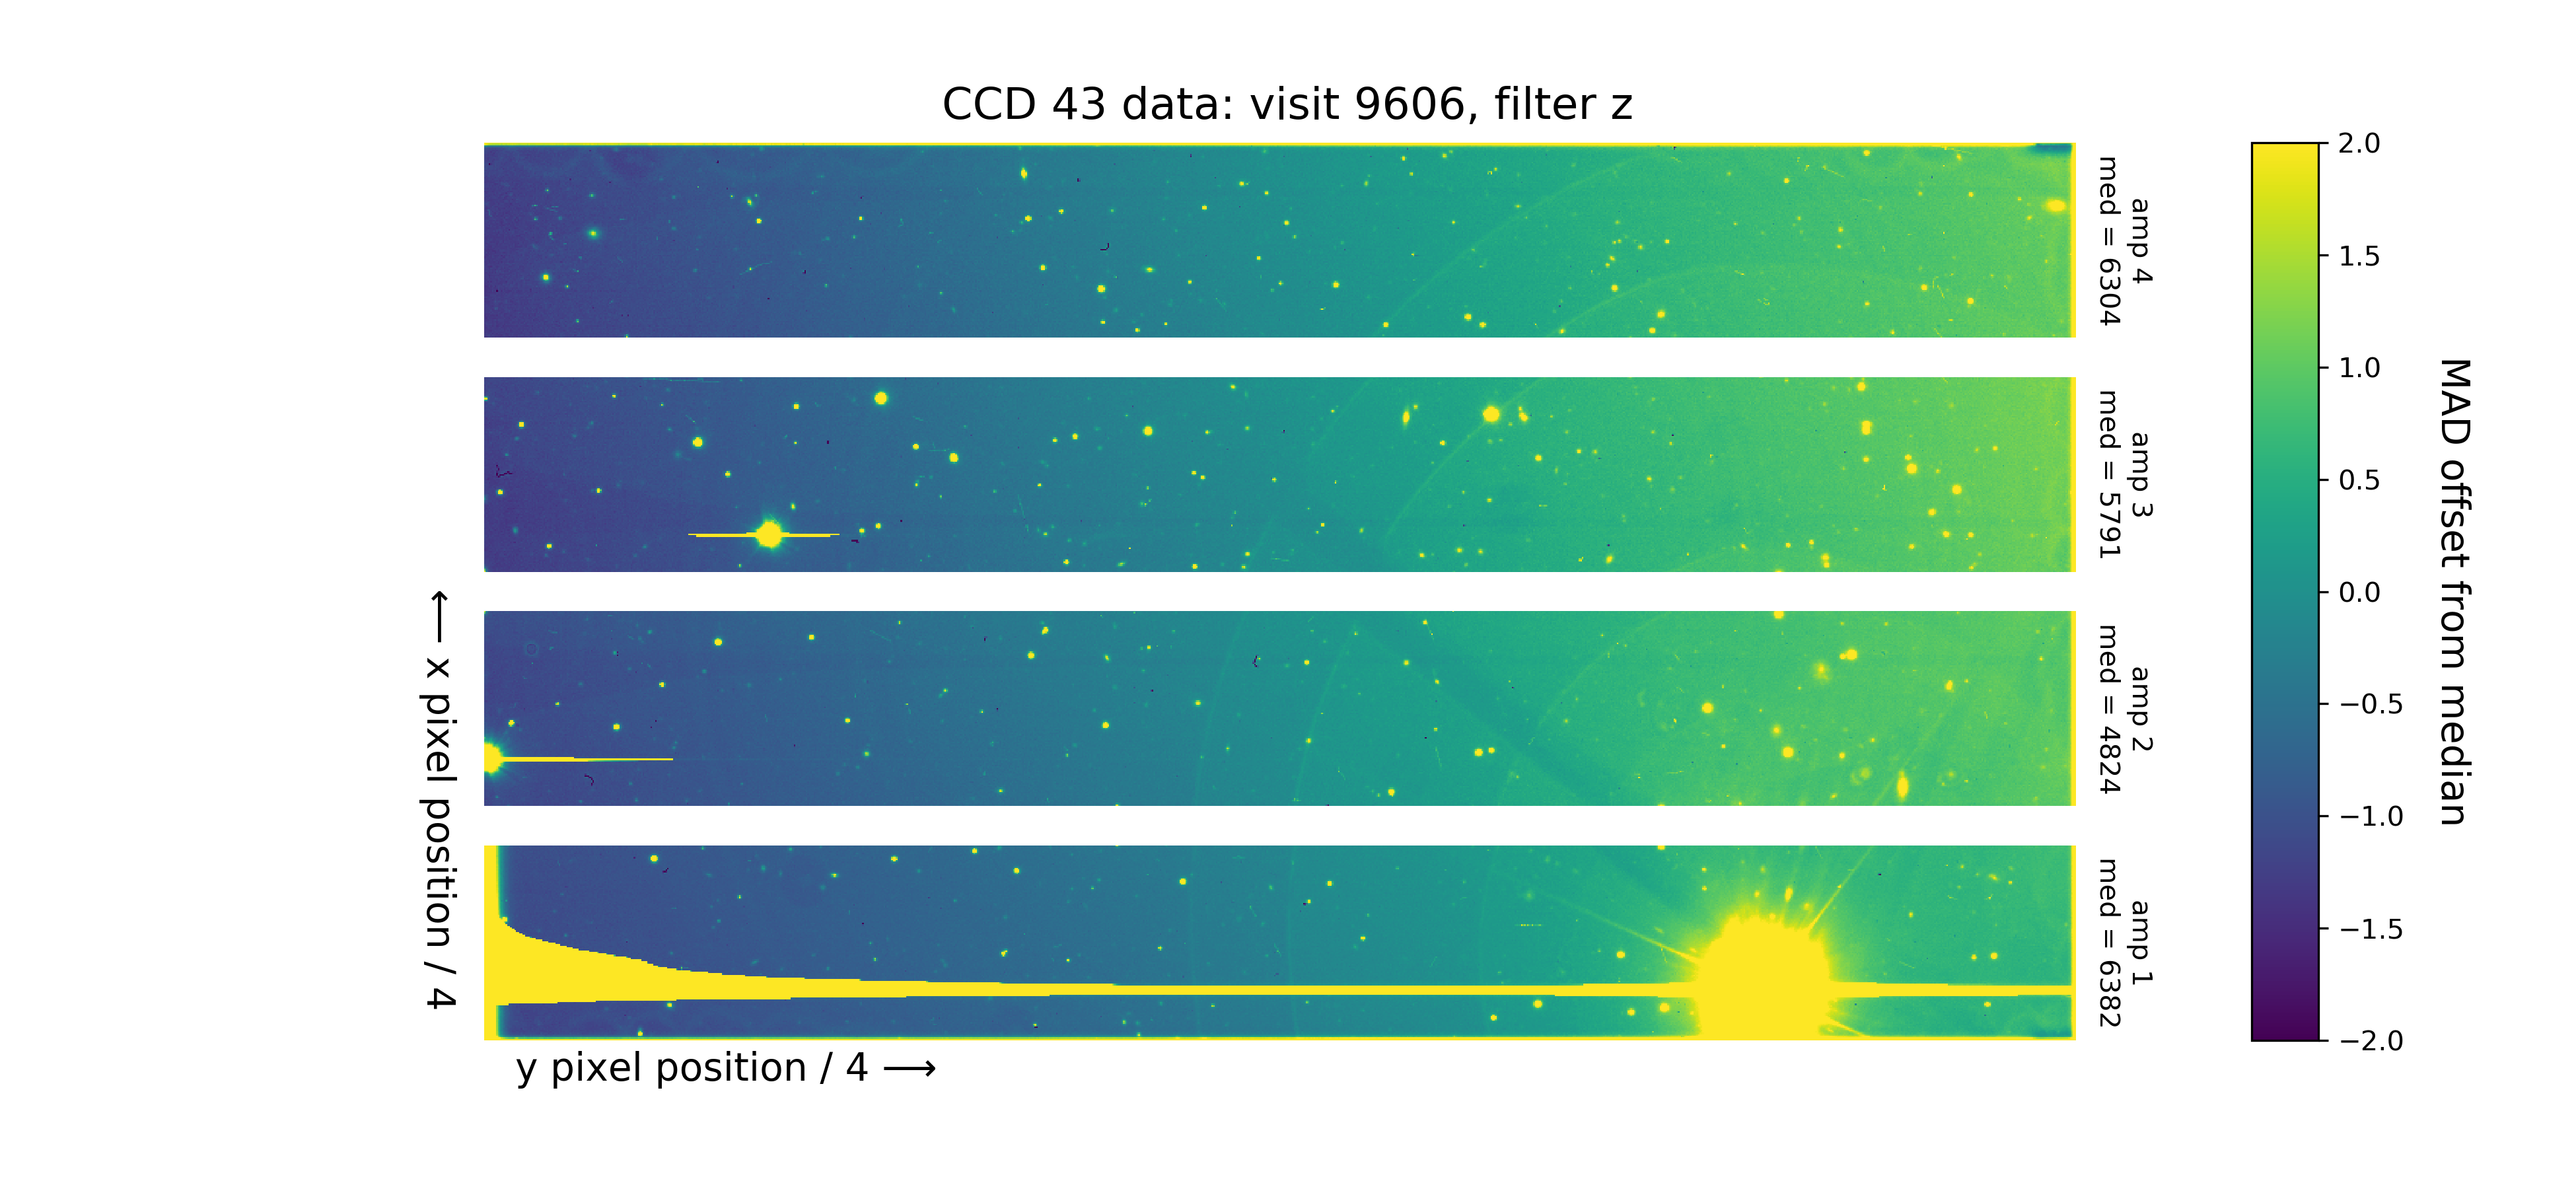 CCD 43 data: visit 9606, filter z
amp 4
med = 6304
amp 3
med = 5791
amp 2
med = 4824
amp 1
med = 6382
⟵ x pixel position / 4
y pixel position / 4 ⟶
2.0
1.5
1.0
0.5
0.0
−0.5
−1.0
−1.5
−2.0
MAD offset from median